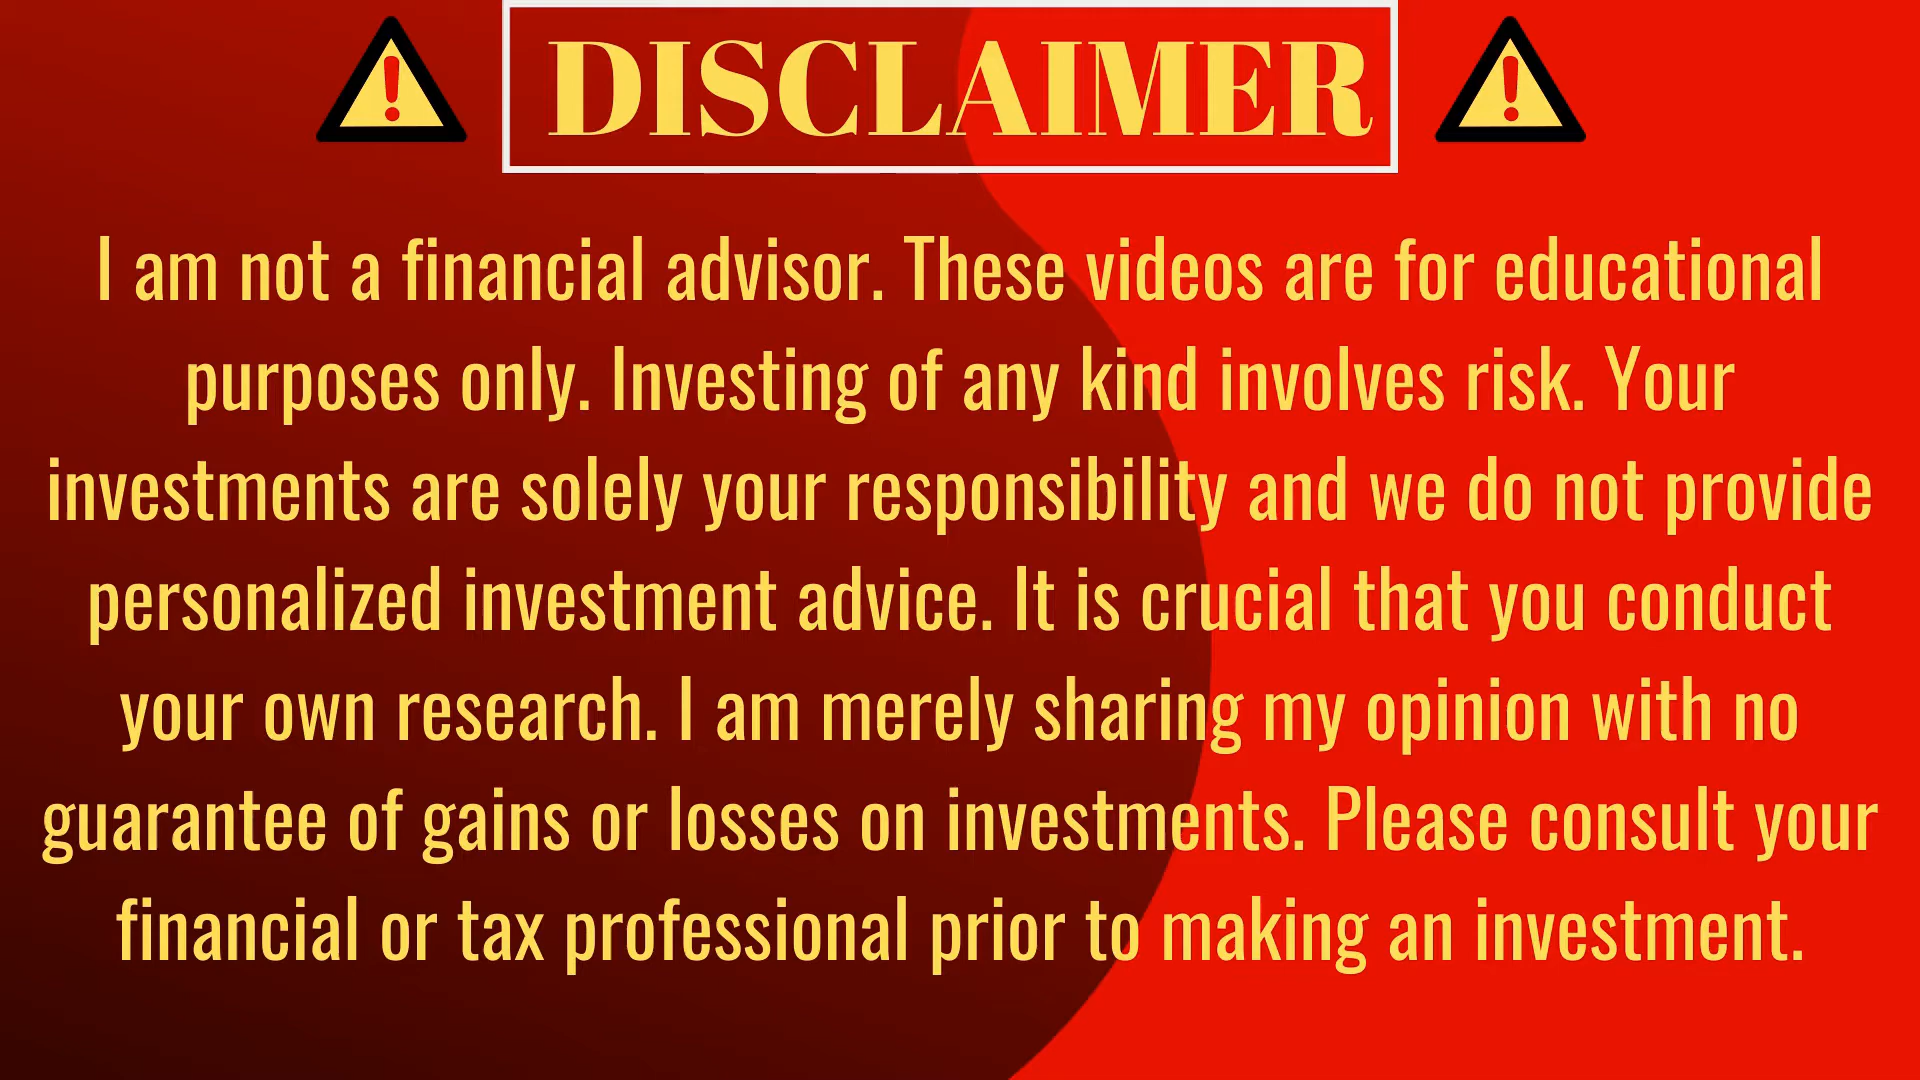 DISCLAIMER
I am not a financial advisor. These videos are for educational
purposes only. Investing of any kind involves risk. Your
investments are solely your responsibility and we do not provide
personalized investment advice. It is crucial that you conduct
your own research. I am merely sharing my opinion with no
guarantee of gains or losses on investments. Please consult your
financial or tax professional prior to making an investment.